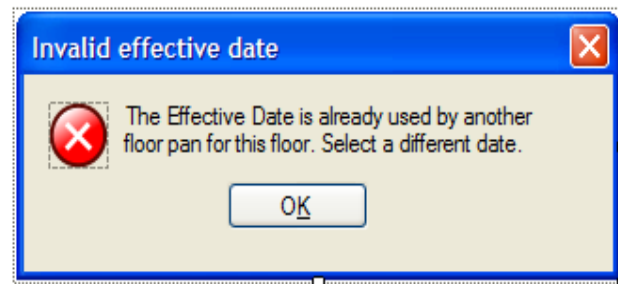 Invalid effective date
The Effective Date is already used by another
floor pan for this floor. Select a different date.
OK